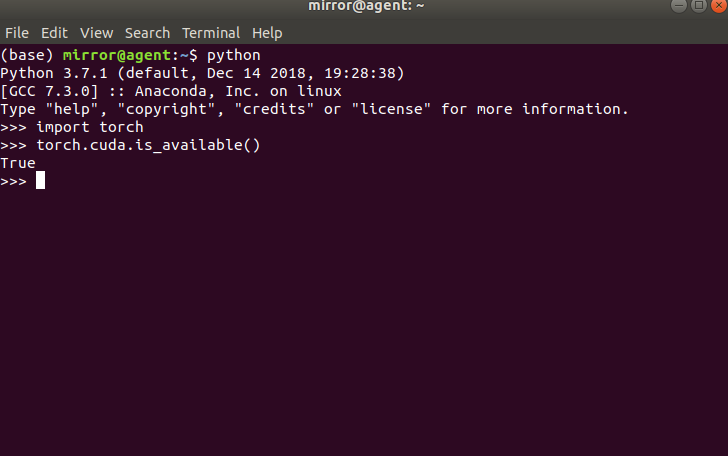 mirror@agent: ~
File Edit View Search Terminal Help
(base) mirror@agent:~$ python
Python 3.7.1 (default, Dec 14 2018, 19:28:38)
[GCC 7.3.0] :: Anaconda, Inc. on linux
Type "help", "copyright", "credits" or "license" for more information.
>>> import torch
>>> torch.cuda.is_available()
True
>>>